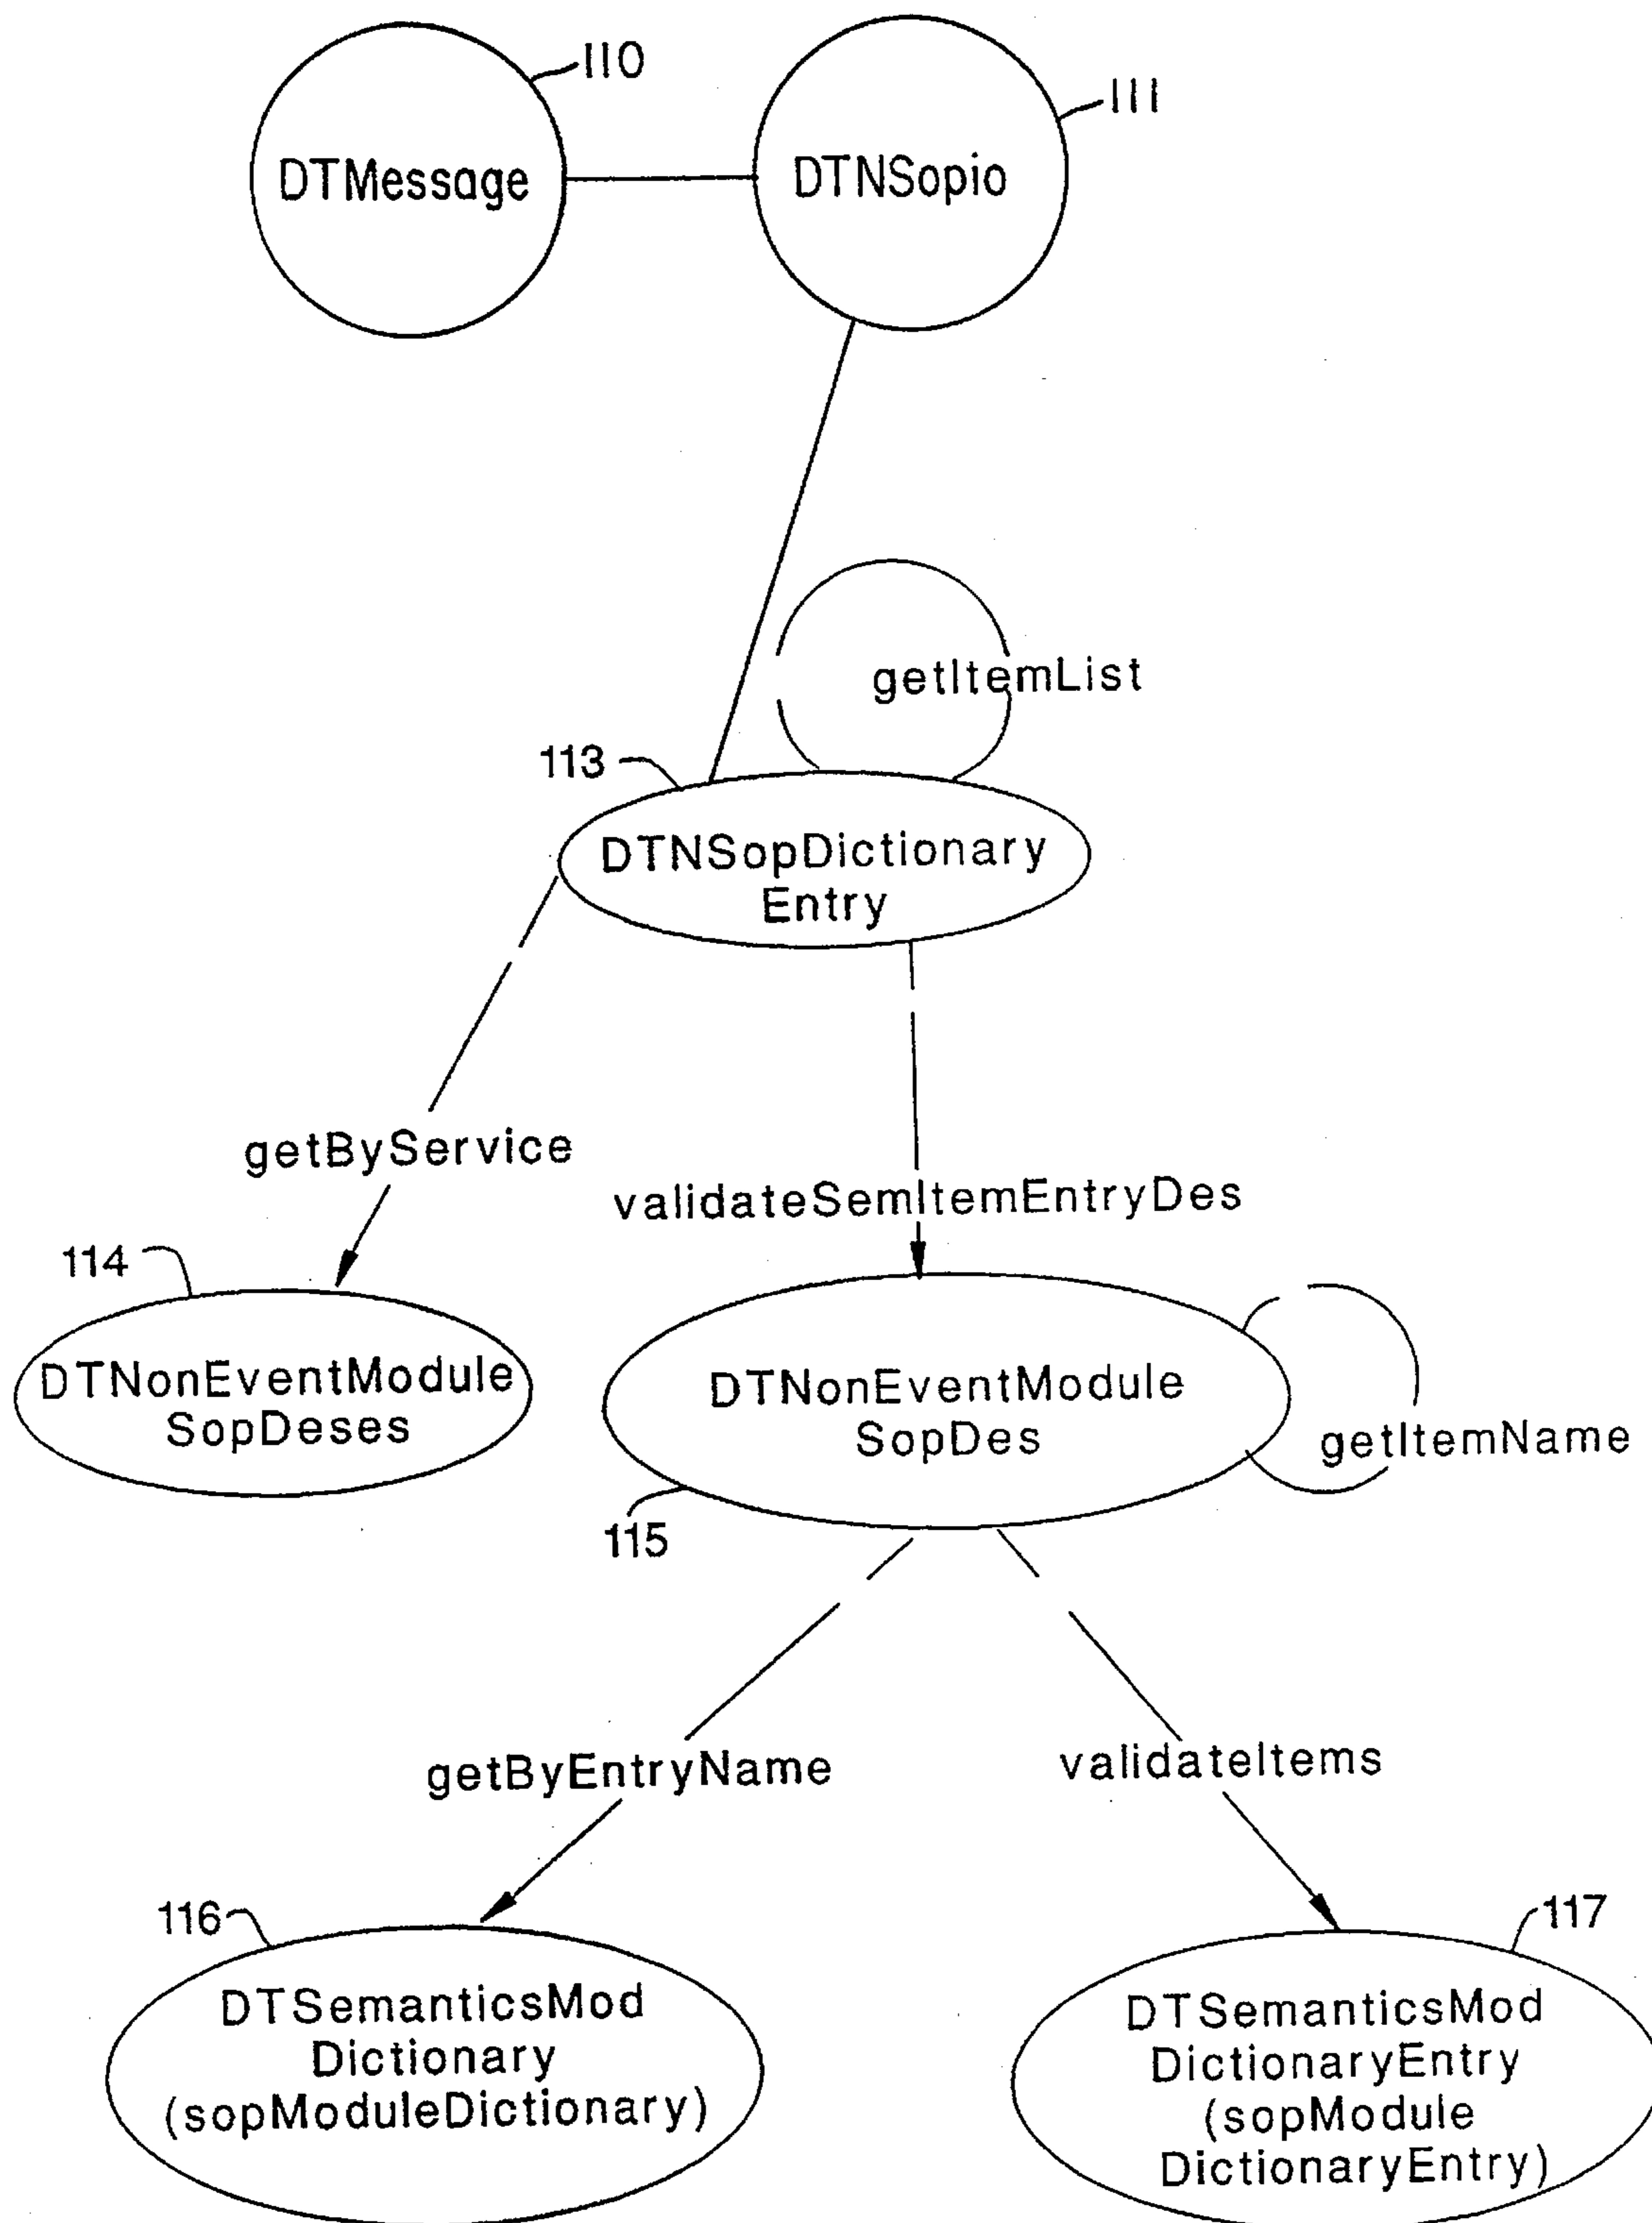 110
111
DTMessage
DTNSopio
getItemList
113
DTNSopDictionary
Entry
getByService
validateSemItemEntryDes
114
DTNonEventModule
SopDeses
DTNonEventModule
SopDes
getItemName
115
getByEntryName
validateItems
116
117
DTSemanticsMod
Dictionary
(sopModuleDictionary)
DTSemanticsMod
DictionaryEntry
(sopModule
DictionaryEntry)